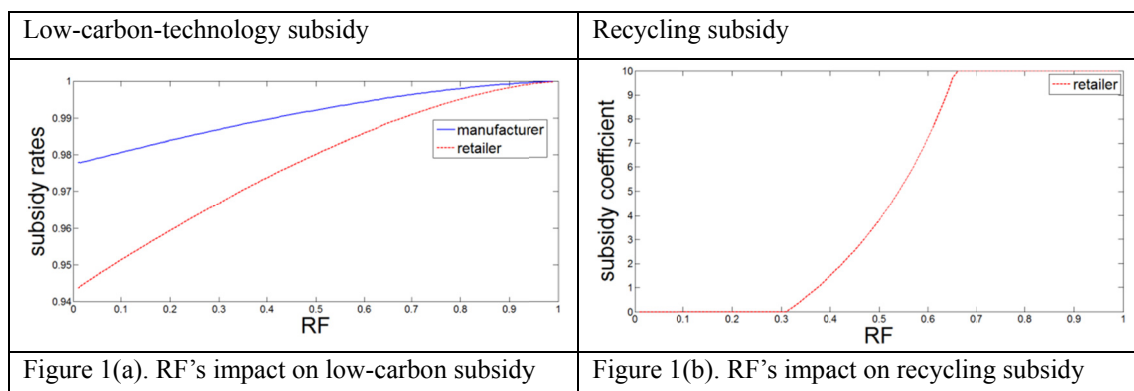 Low-carbon-technology subsidy
Recycling subsidy
subsidy rates
1
0.99
0.98
0.97
0.96
0.95
0.94
manufacturer
retailer
0 0.1 0.2 0.3 0.4 0.5 0.6 0.7 0.8 0.9 1
RF
subsidy coefficient
10
9
8
7
6
5
4
3
2
1
0
retailer
0 0.1 0.2 0.3 0.4 0.5 0.6 0.7 0.8 0.9 1
RF
Figure 1(a). RF’s impact on low-carbon subsidy
Figure 1(b). RF’s impact on recycling subsidy